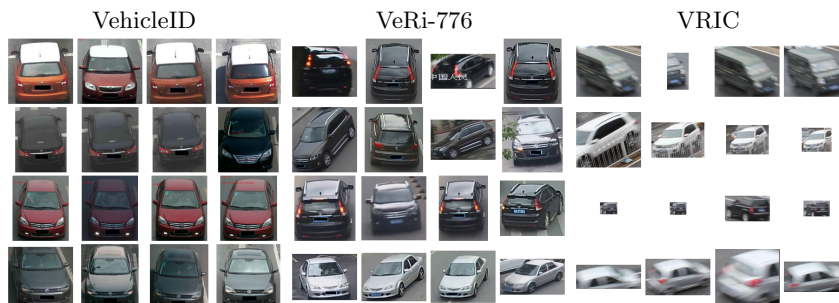 VehicleID
VeRi-776
VRIC
中国人民